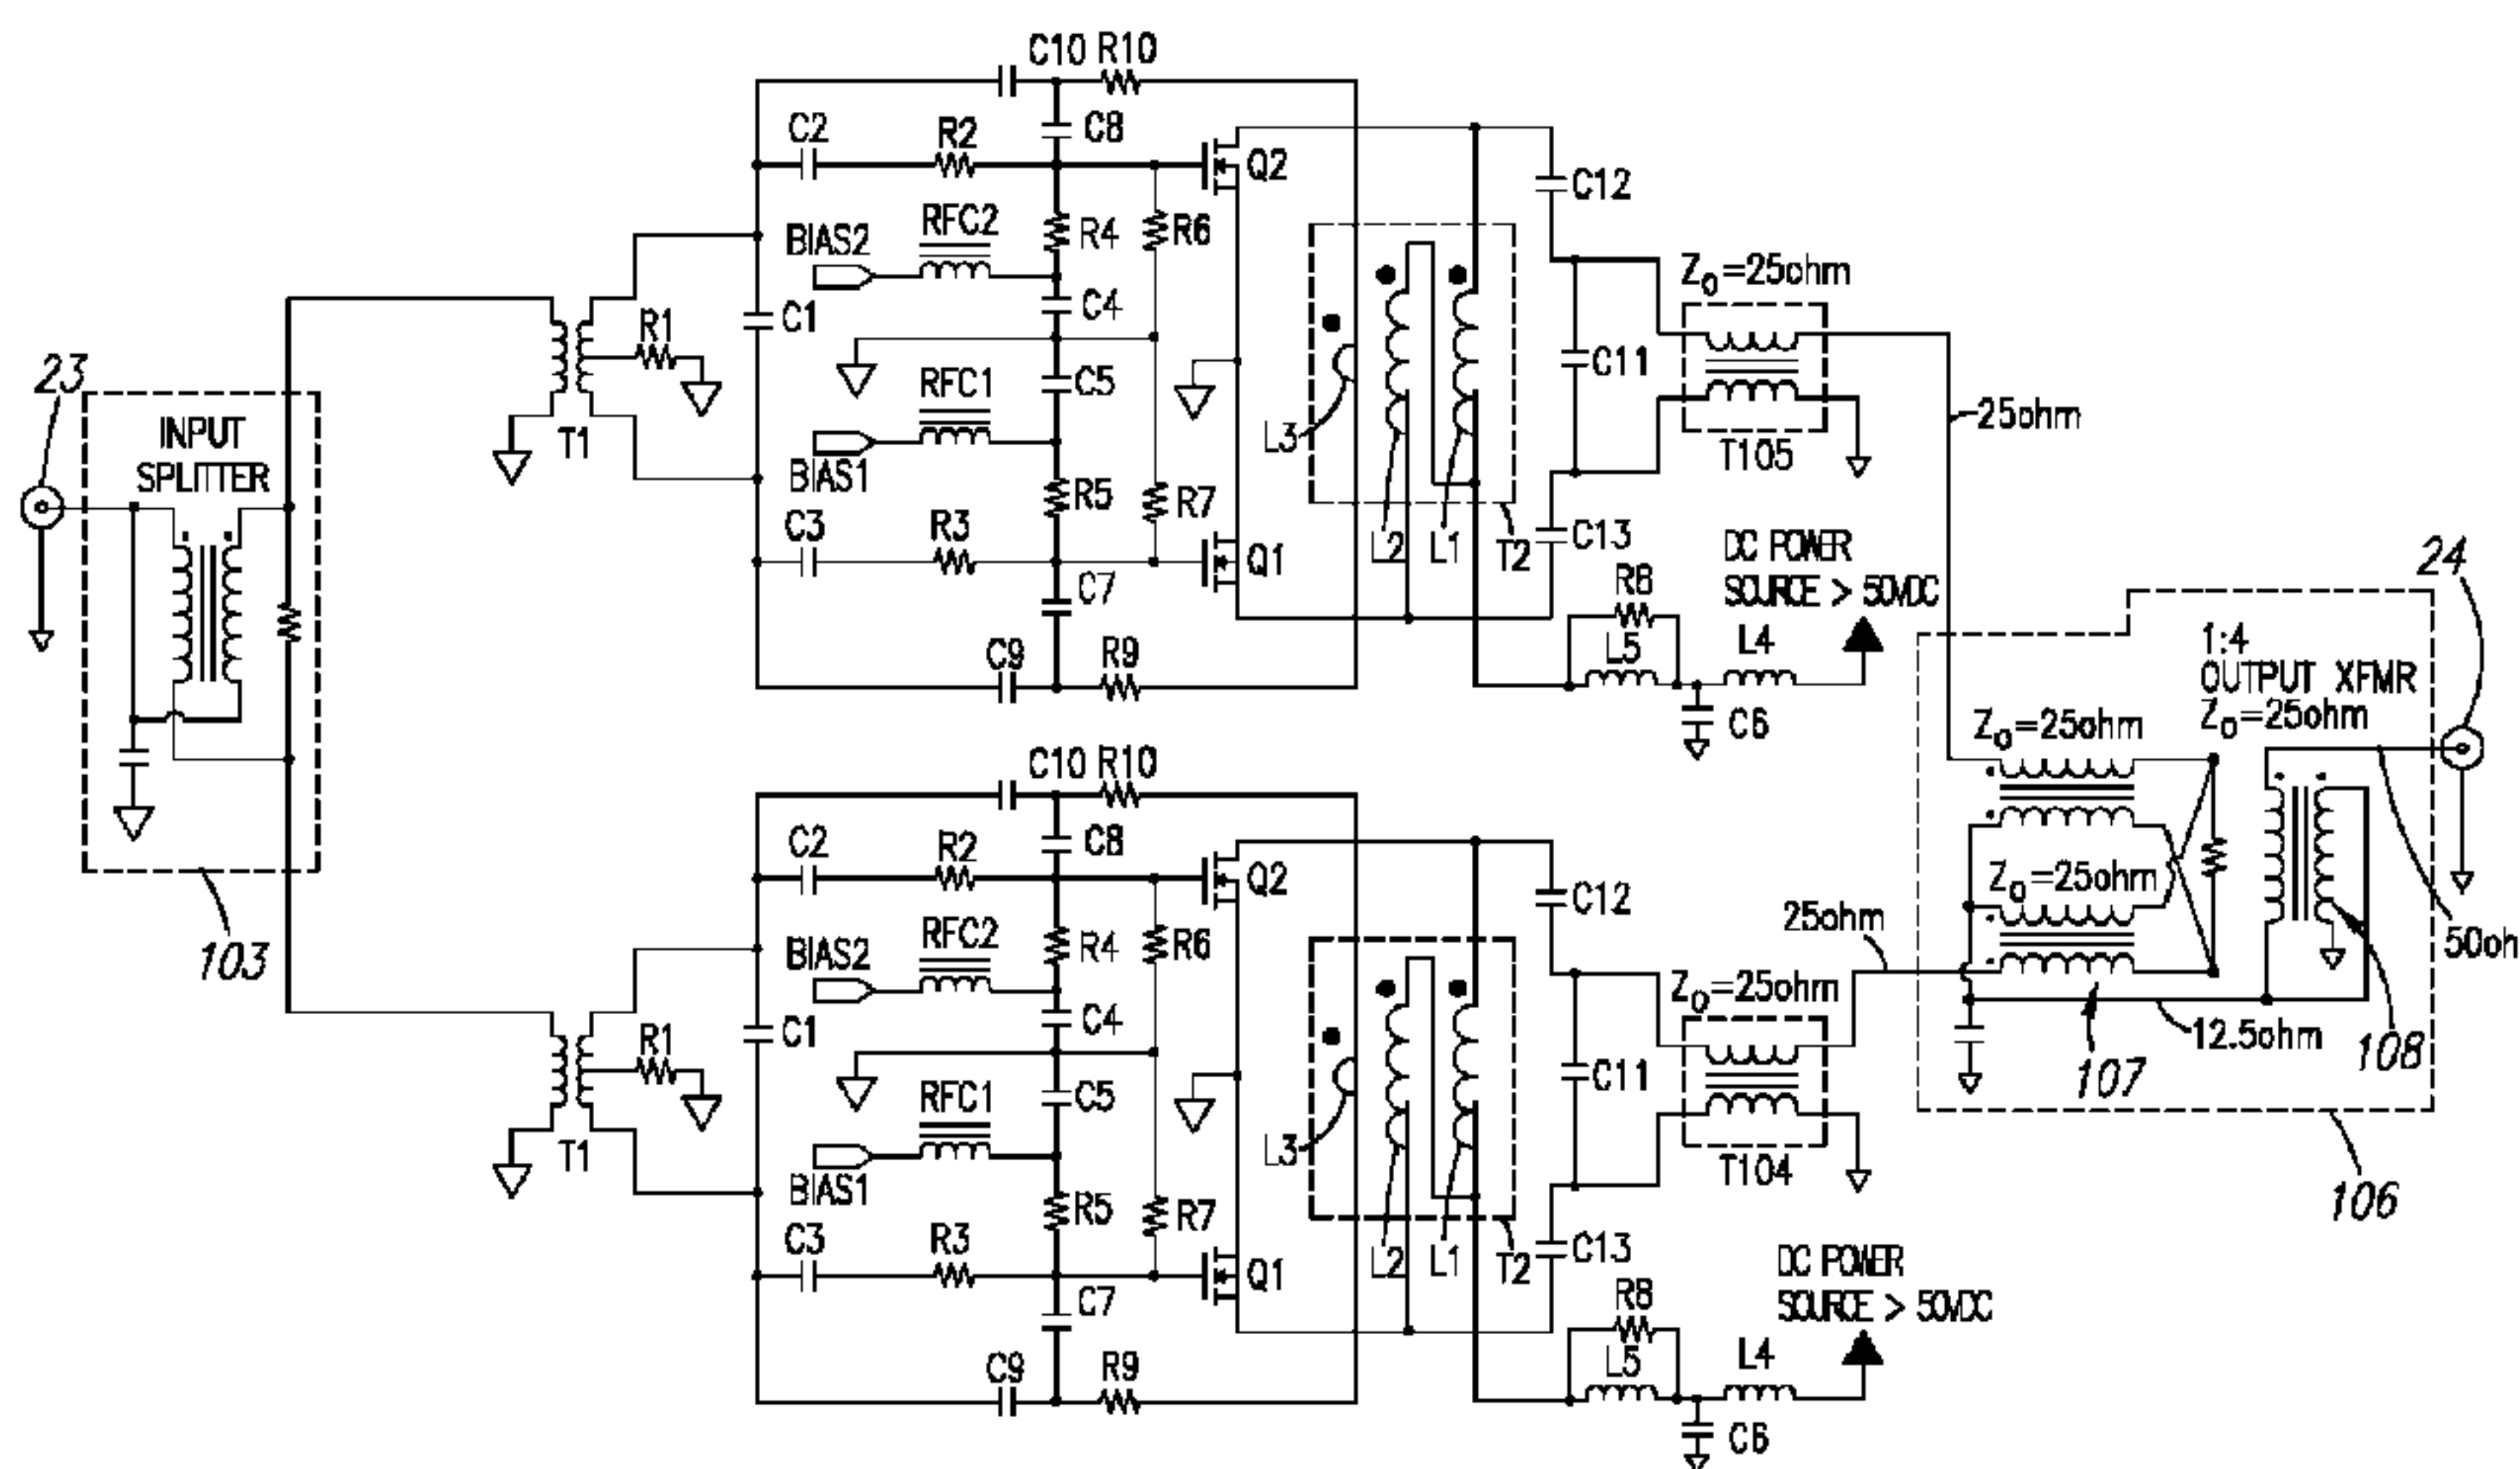 23
INPUT
SPLITTER
103
T1
R1
C1
C10 R10
C2
R2
C8
Q2
BIAS2
RFC2
R4
R6
C4
RFC1
C5
BIAS1
R5
R7
C3
R3
Q1
C7
C9
R9
L3
L2
L1
T2
C12
C11
C13
Z₀=25ohm
T105
25ohm
DC POWER
SOURCE > 50VDC
R8
L5
L4
C6
T1
R1
C1
C10 R10
C2
R2
C8
Q2
BIAS2
RFC2
R4
R6
C4
RFC1
C5
BIAS1
R5
R7
C3
R3
Q1
C7
C9
R9
L3
L2
L1
T2
C12
C11
C13
Z₀=25ohm
T104
25ohm
DC POWER
SOURCE > 50VDC
R8
L5
L4
C6
24
1:4
OUTPUT XFMR
Z₀=25ohm
Z₀=25ohm
Z₀=25ohm
50oh
12.5ohm
107
108
106